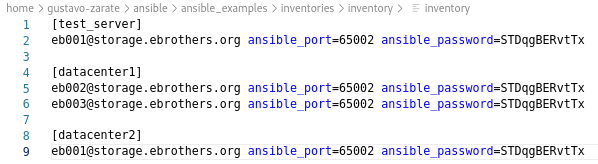 home > gustavo-zarate > ansible > ansible_examples > inventories > inventory > inventory
1 [test_server]
2 eb001@storage.ebrothers.org ansible_port=65002 ansible_password=STDqgBERvtTx
3
4 [datacenter1]
5 eb002@storage.ebrothers.org ansible_port=65002 ansible_password=STDqgBERvtTx
6 eb003@storage.ebrothers.org ansible_port=65002 ansible_password=STDqgBERvtTx
7
8 [datacenter2]
9 eb001@storage.ebrothers.org ansible_port=65002 ansible_password=STDqgBERvtTx